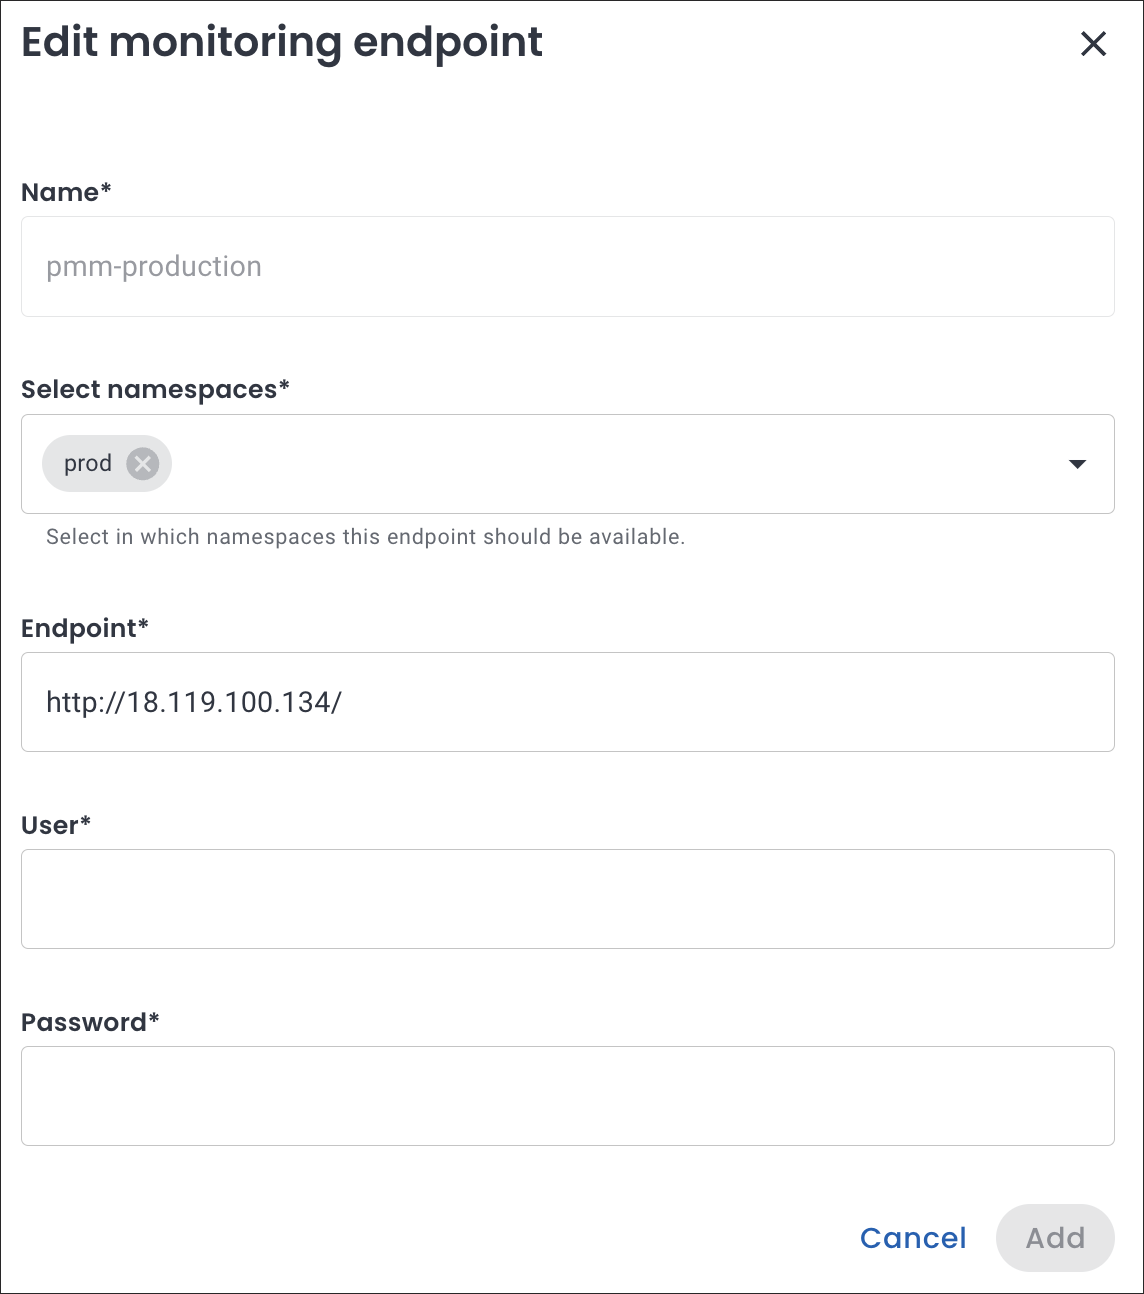 Edit monitoring endpoint
Name*
pmm-production
Select namespaces*
prod
Select in which namespaces this endpoint should be available.
Endpoint*
http://18.119.100.134/
User*
Password*
Cancel Add